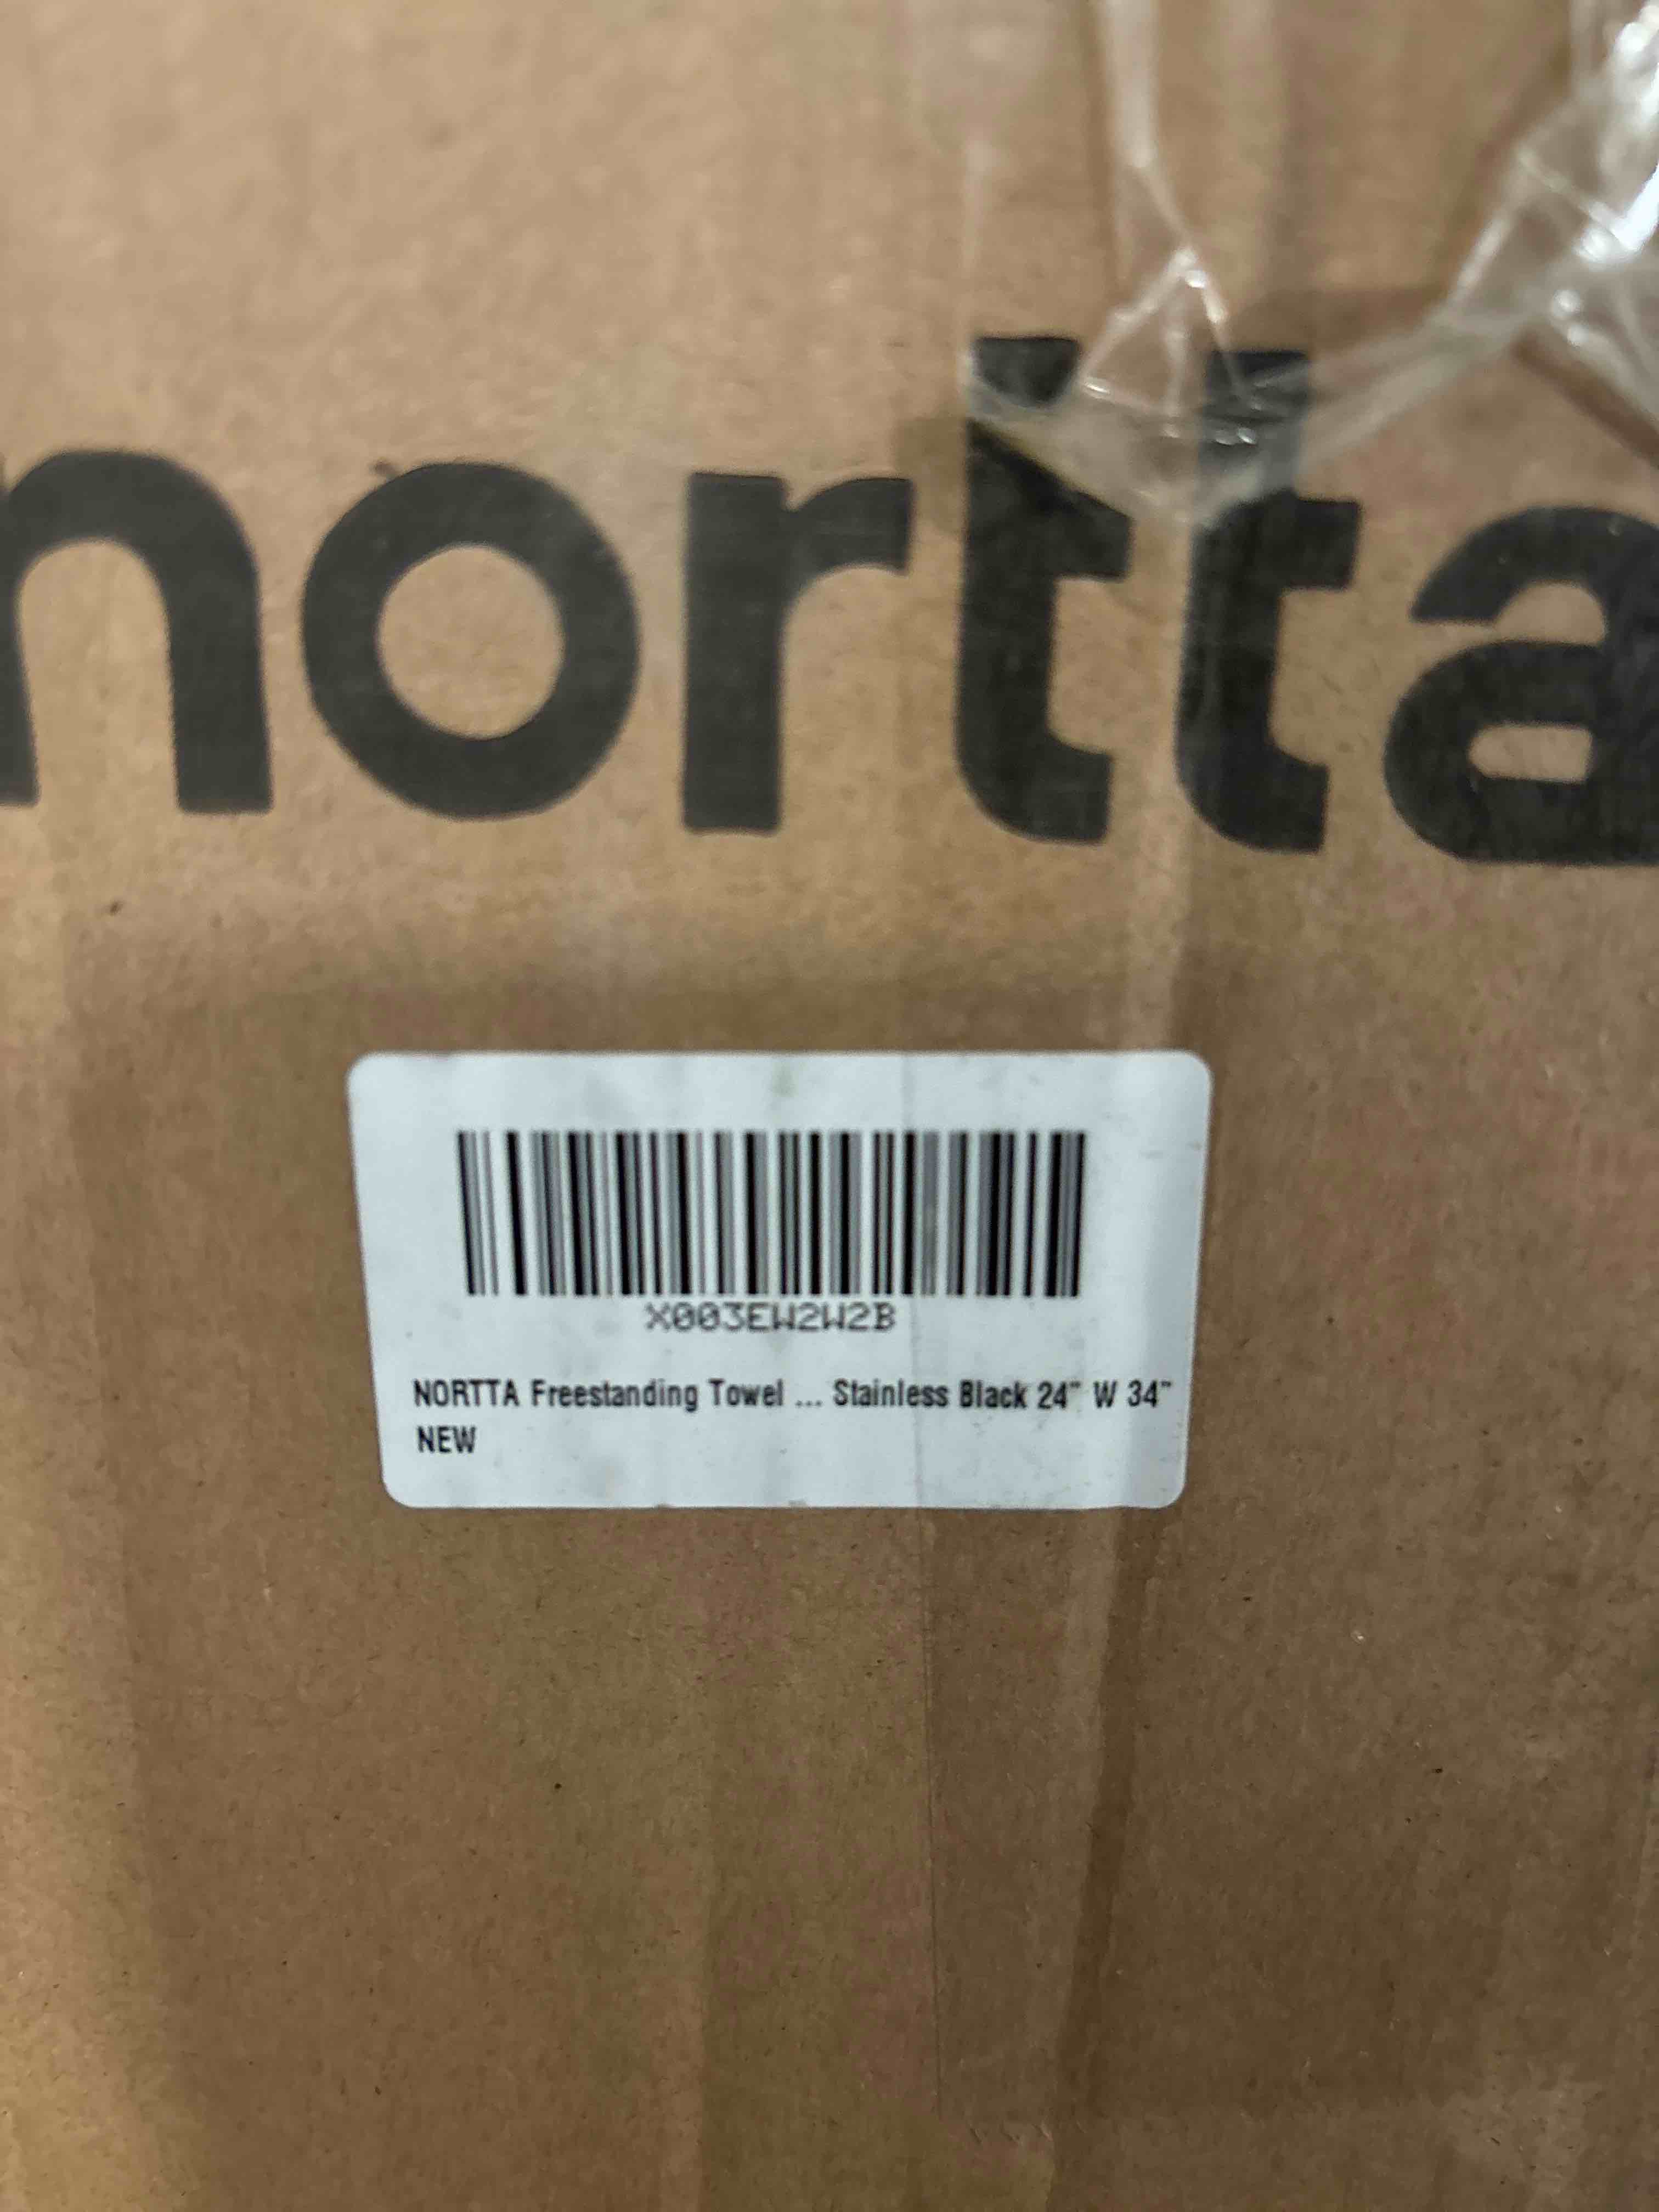 nortta
X003EW2W2B
NORTTA Freestanding Towel ... Stainless Black 24" W 34"
NEW